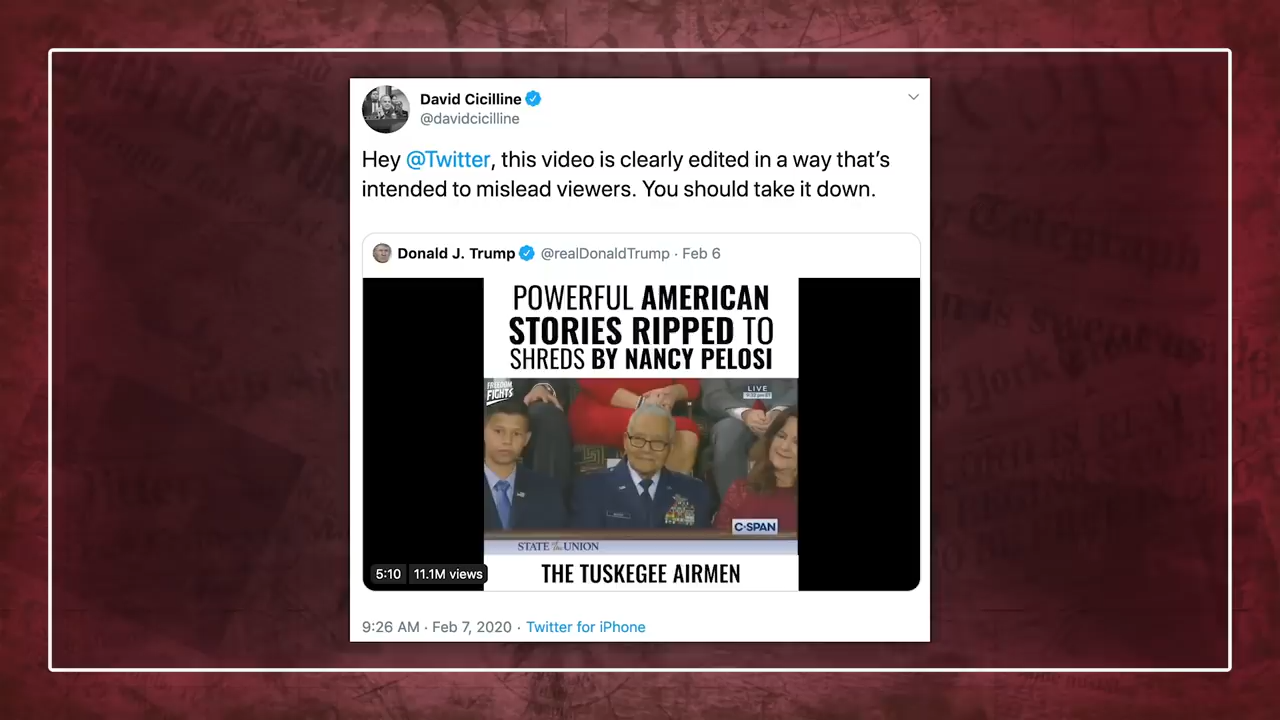 David Cicilline
@davidcicilline
Hey @Twitter, this video is clearly edited in a way that's
intended to mislead viewers. You should take it down.
Donald J. Trump @realDonaldTrump · Feb 6
POWERFUL AMERICAN
STORIES RIPPED TO
SHREDS BY NANCY PELOSI
FREEDOM
FIGHTS
LIVE
C-SPAN
STATE of the UNION
5:10 11.1M views
THE TUSKEGEE AIRMEN
9:26 AM · Feb 7, 2020 · Twitter for iPhone